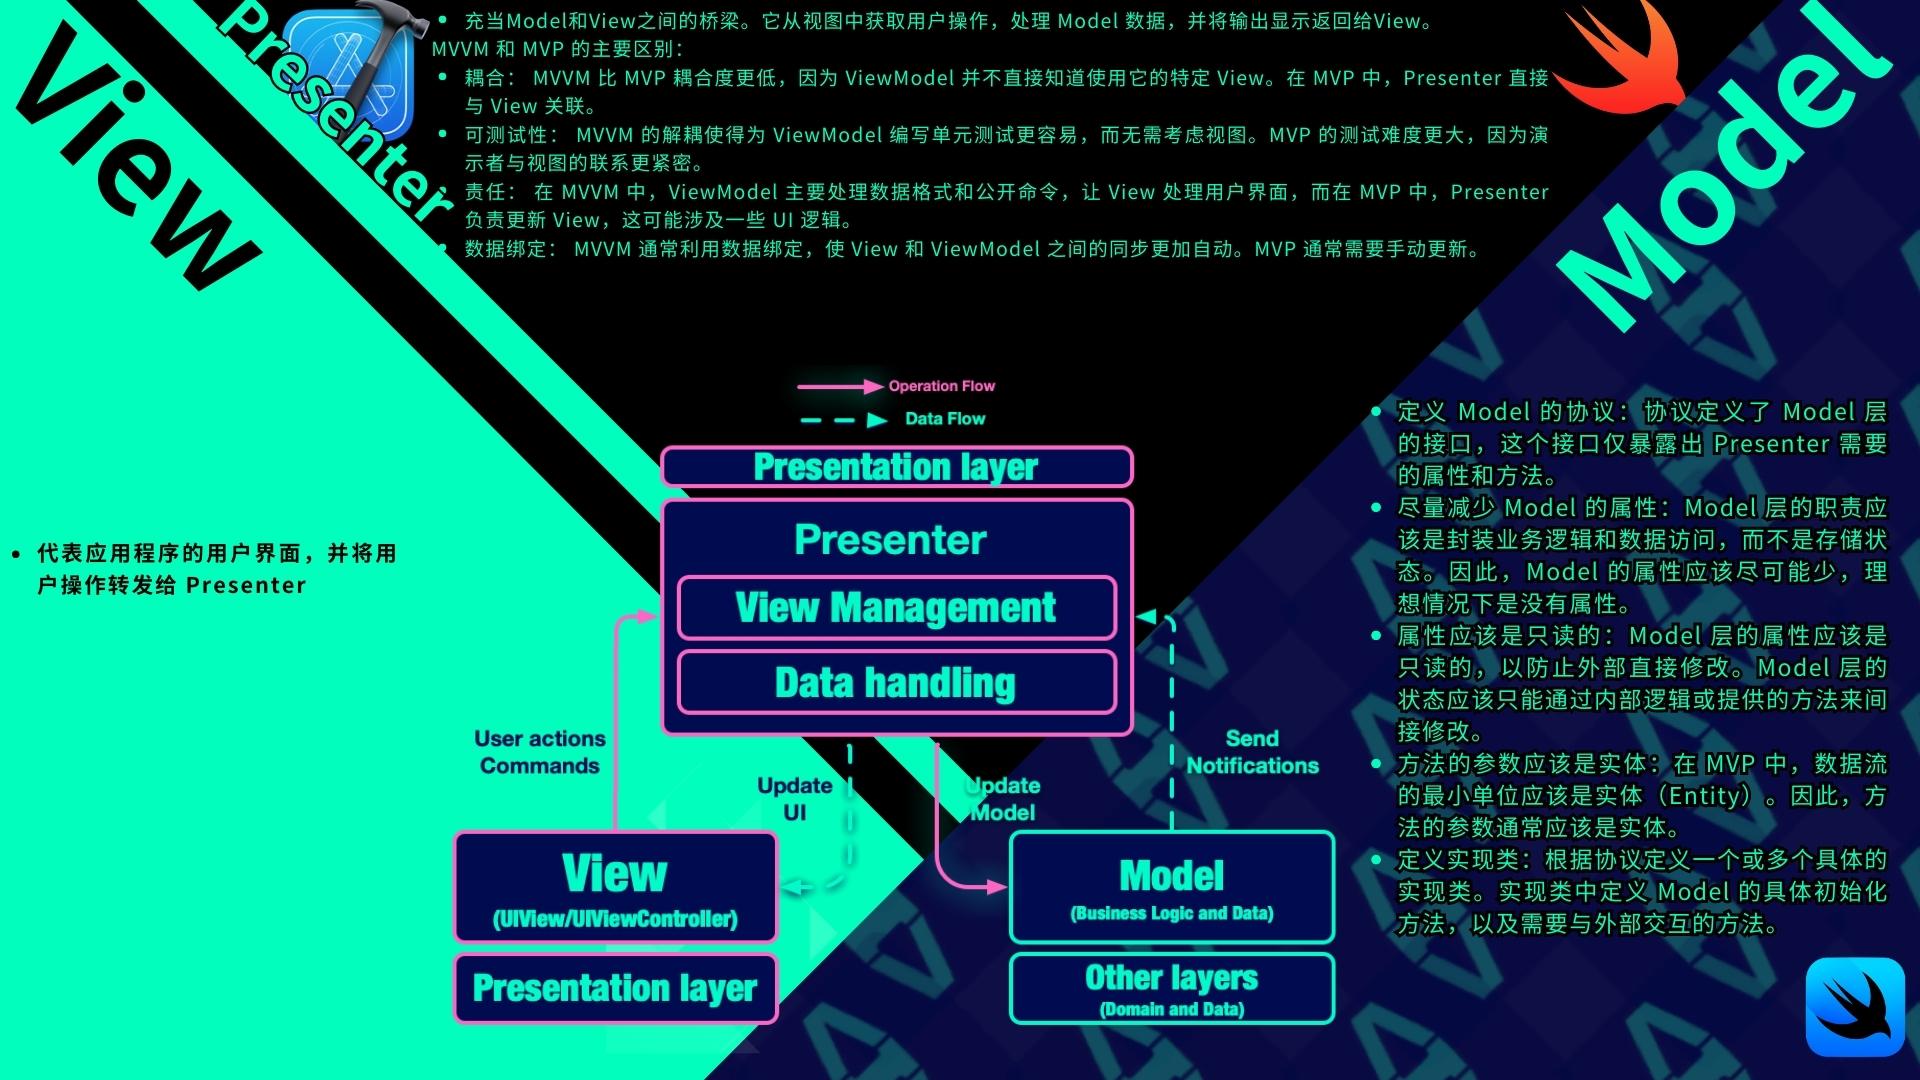 View
Presenter
• 充当Model和View之间的桥梁。它从视图中获取用户操作，处理 Model 数据，并将输出显示返回给View。
MVVM 和 MVP 的主要区别：
• 耦合： MVVM 比 MVP 耦合度更低，因为 ViewModel 并不直接知道使用它的特定 View。在 MVP 中，Presenter 直接
与 View 关联。
• 可测试性： MVVM 的解耦使得为 ViewModel 编写单元测试更容易，而无需考虑视图。MVP 的测试难度更大，因为演
示者与视图的联系更紧密。
• 责任： 在 MVVM 中，ViewModel 主要处理数据格式和公开命令，让 View 处理用户界面，而在 MVP 中，Presenter
负责更新 View，这可能涉及一些 UI 逻辑。
• 数据绑定： MVVM 通常利用数据绑定，使 View 和 ViewModel 之间的同步更加自动。MVP 通常需要手动更新。
Model
• 代表应用程序的用户界面，并将用
户操作转发给 Presenter
Operation Flow
Data Flow
Presentation layer
Presenter
View Management
Data handling
User actions
Commands
Update
UI
Update
Model
Send
Notifications
View
(UIView/UIViewController)
Presentation layer
Model
(Business Logic and Data)
Other layers
(Domain and Data)
• 定义 Model 的协议：协议定义了 Model 层
的接口，这个接口仅暴露出 Presenter 需要
的属性和方法。
• 尽量减少 Model 的属性：Model 层的职责应
该是封装业务逻辑和数据访问，而不是存储状
态。因此，Model 的属性应该尽可能少，理
想情况下是没有属性。
• 属性应该是只读的：Model 层的属性应该是
只读的，以防止外部直接修改。Model 层的
状态应该只能通过内部逻辑或提供的方法来间
接修改。
• 方法的参数应该是实体：在 MVP 中，数据流
的最小单位应该是实体（Entity）。因此，方
法的参数通常应该是实体。
• 定义实现类：根据协议定义一个或多个具体的
实现类。实现类中定义 Model 的具体初始化
方法，以及需要与外部交互的方法。